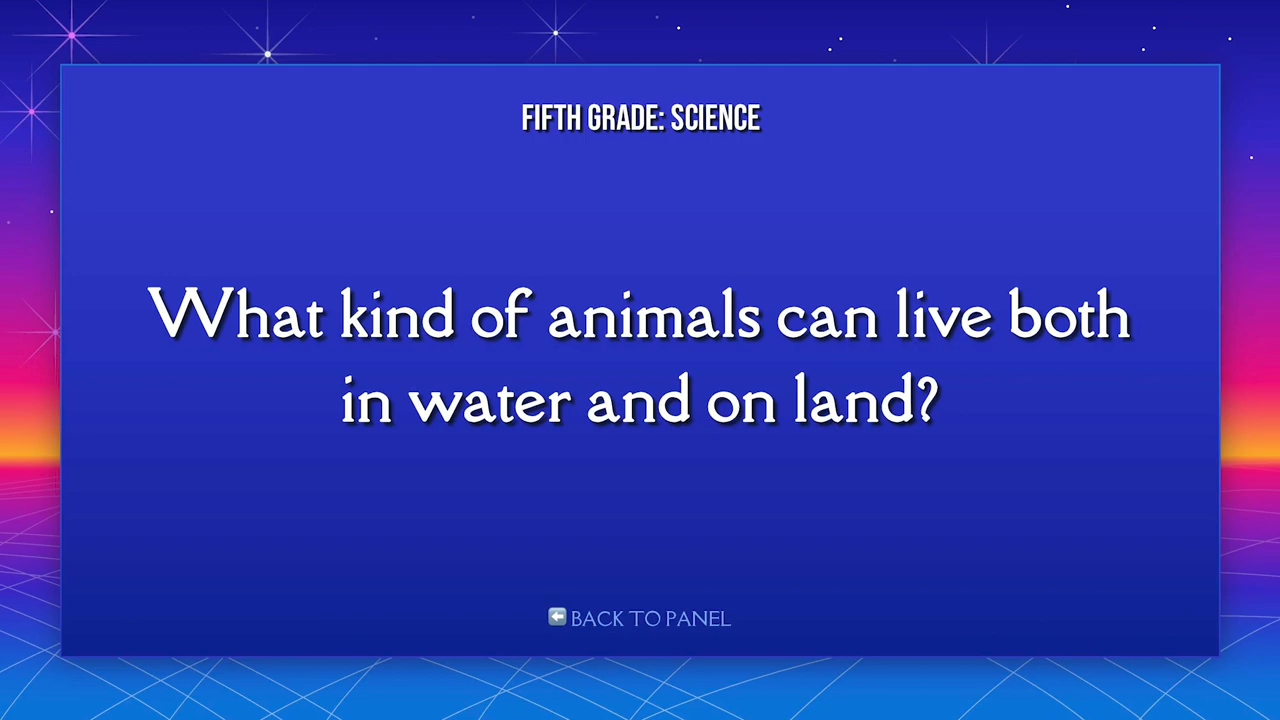 FIFTH GRADE: SCIENCE
What kind of animals can live both
in water and on land?
BACK TO PANEL